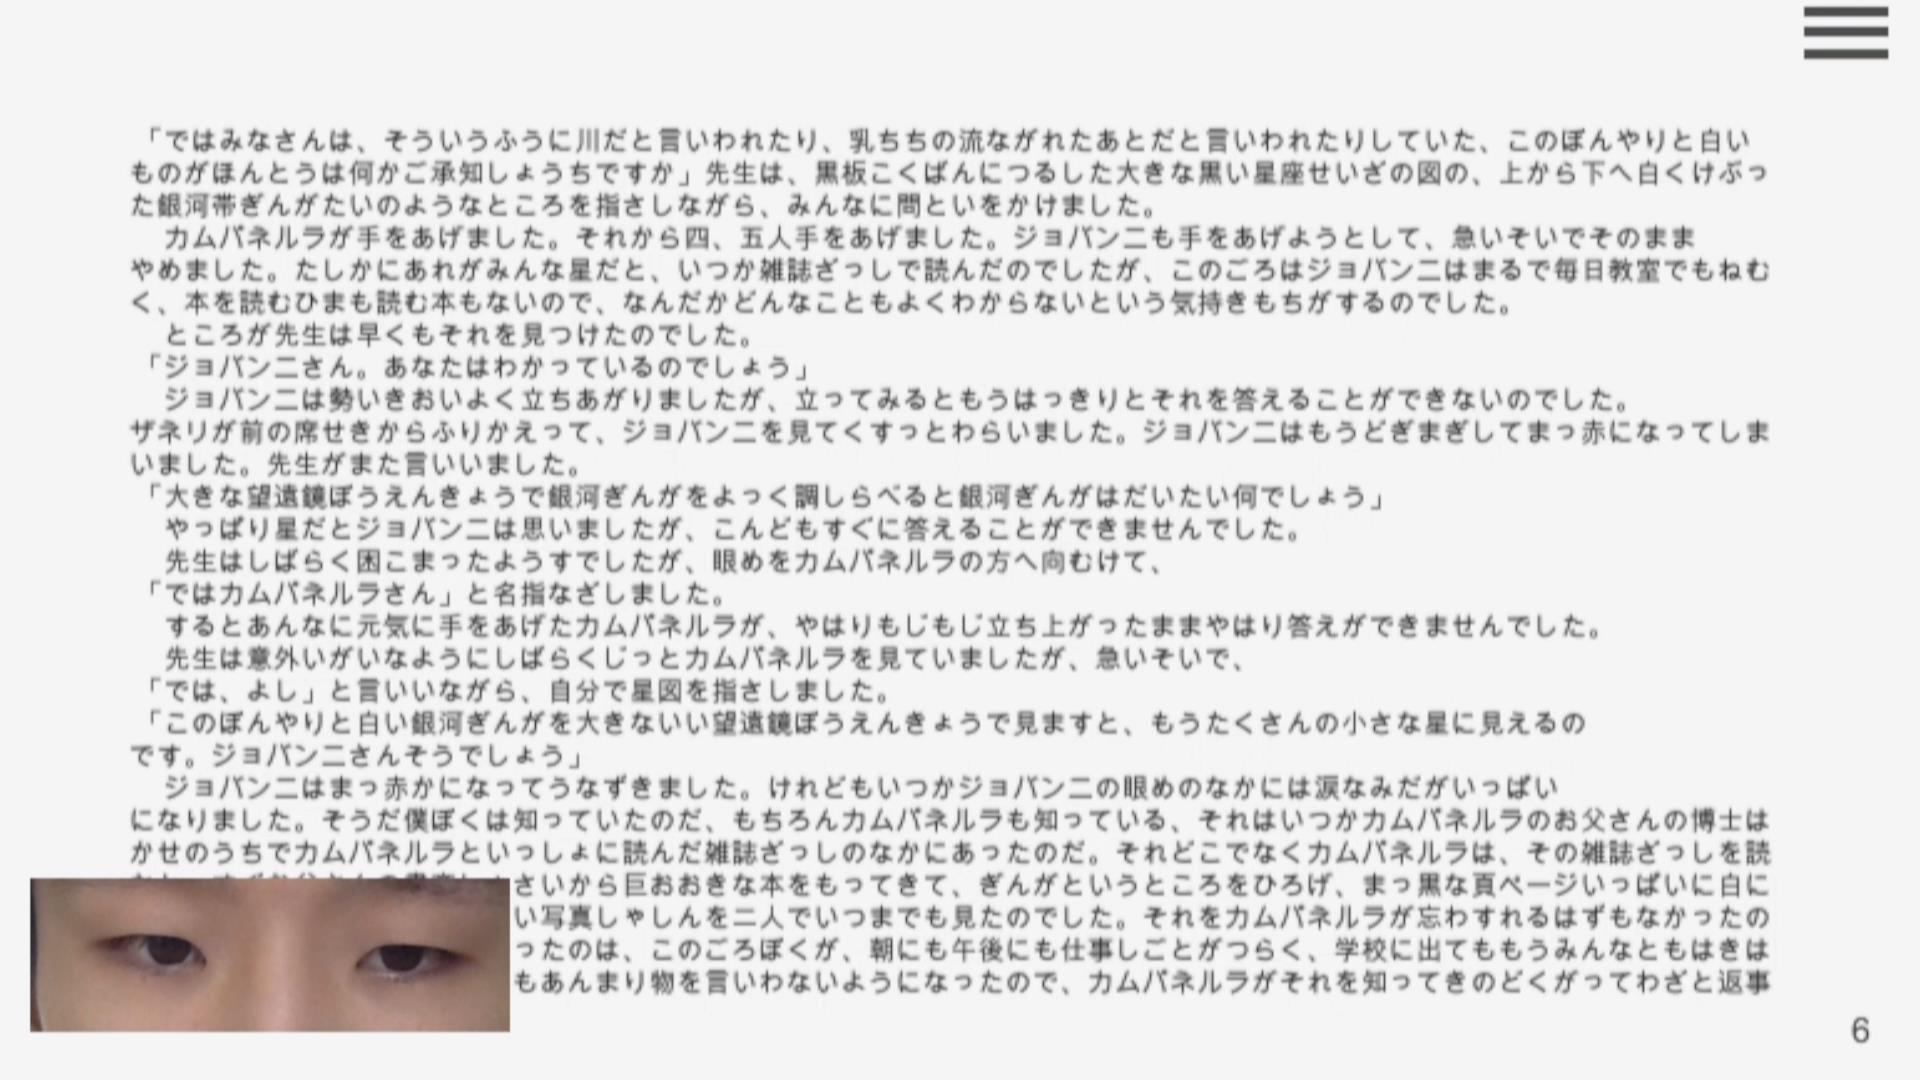 「ではみなさんは、そういうふうに川だと言いわれたり、乳ちちの流ながれたあとだと言いわれたりしていた、このぼんやりと白い
ものがほんとうは何かご承知しょうちですか」先生は、黒板こくばんにつるした大きな黒い星座せいざの図の、上から下へ白くけぶっ
た銀河帯ぎんがたいのようなところを指さしながら、みんなに問といをかけました。
カムパネルラが手をあげました。それから四、五人手をあげました。ジョバンニも手をあげようとして、急いそいでそのまま
やめました。たしかにあれがみんな星だと、いつか雑誌ざっしで読んだのでしたが、このごろはジョバンニはまるで毎日教室でもねむ
く、本を読むひまも読む本もないので、なんだかどんなこともよくわからないという気持きもちがするのでした。
ところが先生は早くもそれを見つけたのでした。
「ジョバンニさん。あなたはわかっているのでしょう」
ジョバンニは勢いきおいよく立ちあがりましたが、立ってみるともうはっきりとそれを答えることができないのでした。
ザネリが前の席せきからふりかえって、ジョバンニを見てくすっとわらいました。ジョバンニはもうどぎまぎしてまっ赤になってしま
いました。先生がまた言いいました。
「大きな望遠鏡ぼうえんきょうで銀河ぎんがをよっく調しらべると銀河ぎんがはだいたい何でしょう」
やっぱり星だとジョバンニは思いましたが、こんどもすぐに答えることができませんでした。
先生はしばらく困こまったようすでしたが、眼めをカムパネルラの方へ向むけて、
「ではカムパネルラさん」と名指なざしました。
するとあんなに元気に手をあげたカムパネルラが、やはりもじもじ立ち上がったままやはり答えができませんでした。
先生は意外いがいなようにしばらくじっとカムパネルラを見ていましたが、急いそいで、
「では、よし」と言いいながら、自分で星図を指さしました。
「このぼんやりと白い銀河ぎんがを大きないい望遠鏡ぼうえんきょうで見ますと、もうたくさんの小さな星に見えるの
です。ジョバンニさんそうでしょう」
ジョバンニはまっ赤かになってうなずきました。けれどもいつかジョバンニの眼めのなかには涙なみだがいっぱい
になりました。そうだ僕ぼくは知っていたのだ、もちろんカムパネルラも知っている、それはいつかカムパネルラのお父さんの博士は
かせのうちでカムパネルラといっしょに読んだ雑誌ざっしのなかにあったのだ。それどこでなくカムパネルラは、その雑誌ざっしを読
さいから巨おおきな本をもってきて、ぎんがというところをひろげ、まっ黒な頁ページいっぱいに白に
い写真しゃしんを二人でいつまでも見たのでした。それをカムパネルラが忘わすれるはずもなかったの
ったのは、このごろぼくが、朝にも午後にも仕事しごとがつらく、学校に出てももうみんなともはきは
もあんまり物を言いわないようになったので、カムパネルラがそれを知ってきのどくがってわざと返事
6